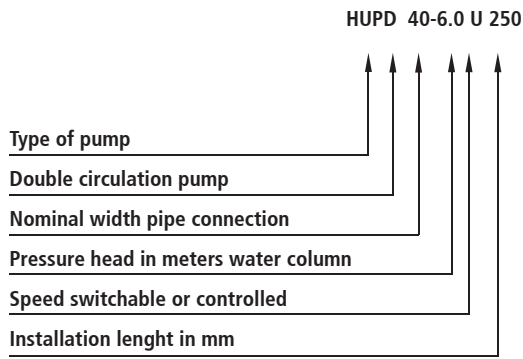 HUPD 40-6.0 U 250
Type of pump
Double circulation pump
Nominal width pipe connection
Pressure head in meters water column
Speed switchable or controlled
Installation lenght in mm